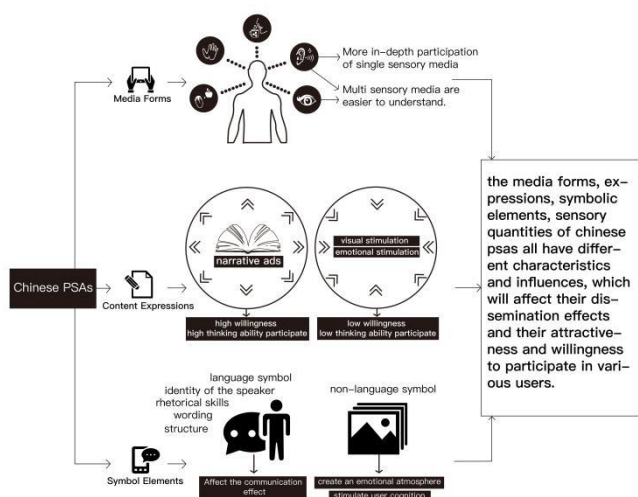 More in-depth participation
of single sensory media
Multi sensory media are
easier to understand.
Media Forms
Chinese PSAs
narrative ads
visual stimulation
emotional stimulation
Content Expressions
high willingness
high thinking ability participate
low willingness
low thinking ability participate
language symbol
identity of the speaker
rhetorical skills
wording
structure
non-language symbol
Symbol Elements
Affect the communication
effect
create an emotional atmosphere
stimulate user cognition
the media forms, ex-
pressions, symbolic
elements, sensory
quantities of chinese
psas all have differ-
ent characteristics
and influences, which
will affect their dis-
semination effects
and their attractive-
ness and willingness
to participate in vari-
ous users.